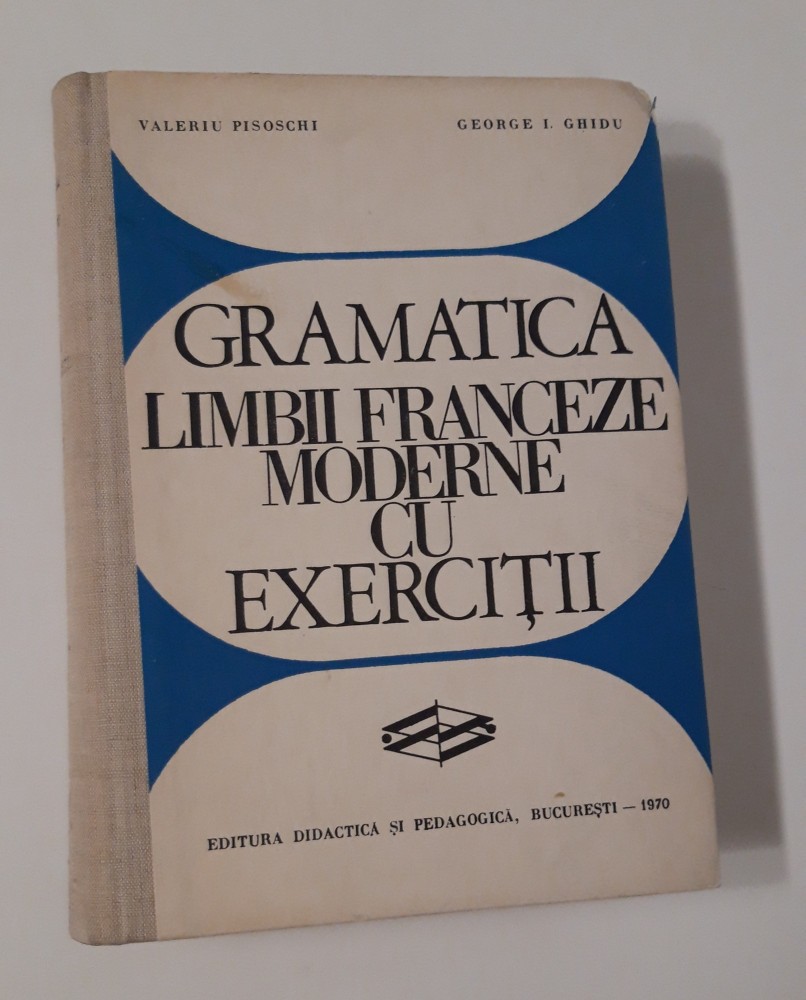 VALERIU PISOSCHI GEORGE I. GHIDU
GRAMATICA
LIMBII FRANCEZE
MODERNE
CU
EXERCIȚII
EDITURA DIDACTICĂ ȘI PEDAGOGICĂ, BUCUREȘTI — 1970